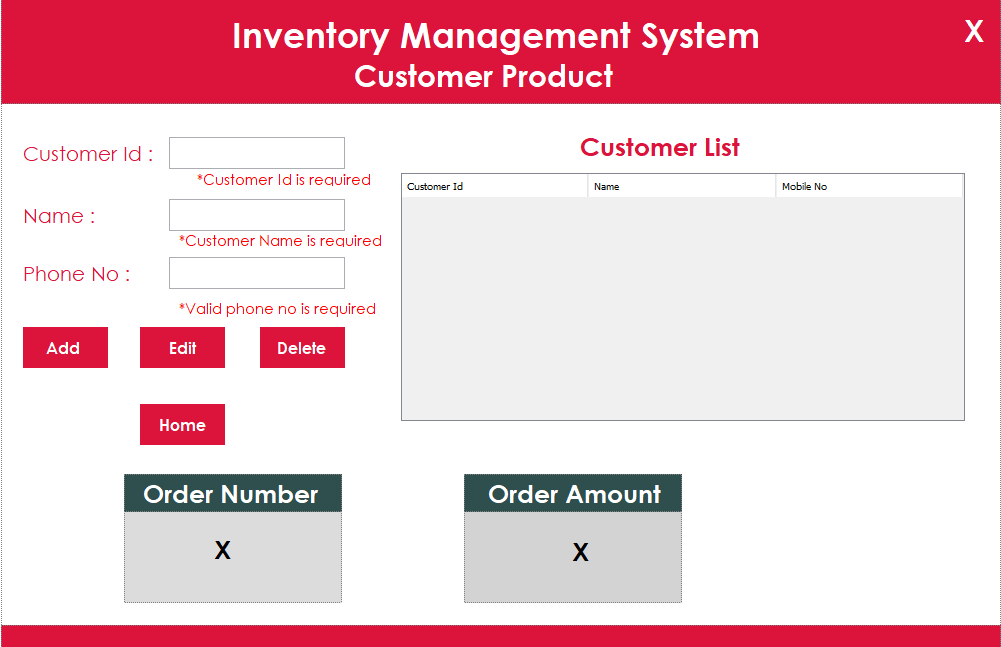 Inventory Management System
X
Customer Product
Customer Id :
*Customer Id is required
Name :
*Customer Name is required
Phone No :
*Valid phone no is required
Add
Edit
Delete
Home
Customer List
Customer Id
Name
Mobile No
Order Number
X
Order Amount
X